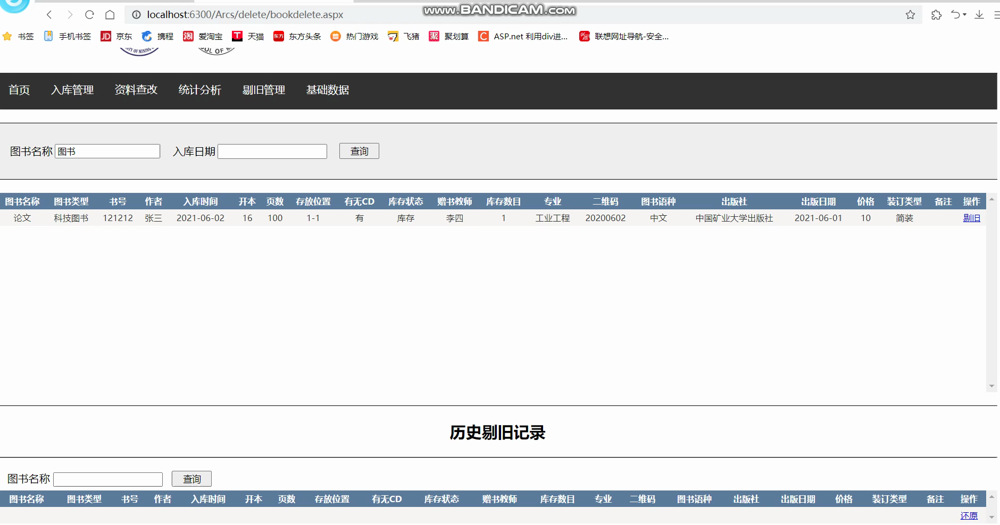 localhost:6300/Arcs/delete/bookdelete.aspx
www.BANDICAM.com
书签 手机书签 JD 京东 携程 淘 爱淘宝 T 天猫 东方 东方头条 热门游戏 飞猪 聚 聚划算 C ASP.net 利用div进... 联想网址导航-安全...
首页 入库管理 资料查改 统计分析 剔旧管理 基础数据
图书名称 图书 入库日期 查询
图书名称 图书类型 书号 作者 入库时间 开本 页数 存放位置 有无CD 库存状态 赠书教师 库存数目 专业 二维码 图书语种 出版社 出版日期 价格 装订类型 备注 操作
论文 科技图书 121212 张三 2021-06-02 16 100 1-1 有 库存 李四 1 工业工程 20200602 中文 中国矿业大学出版社 2021-06-01 10 简装 剔旧
历史剔旧记录
图书名称 查询
图书名称 图书类型 书号 作者 入库时间 开本 页数 存放位置 有无CD 库存状态 赠书教师 库存数目 专业 二维码 图书语种 出版社 出版日期 价格 装订类型 备注 操作
还原